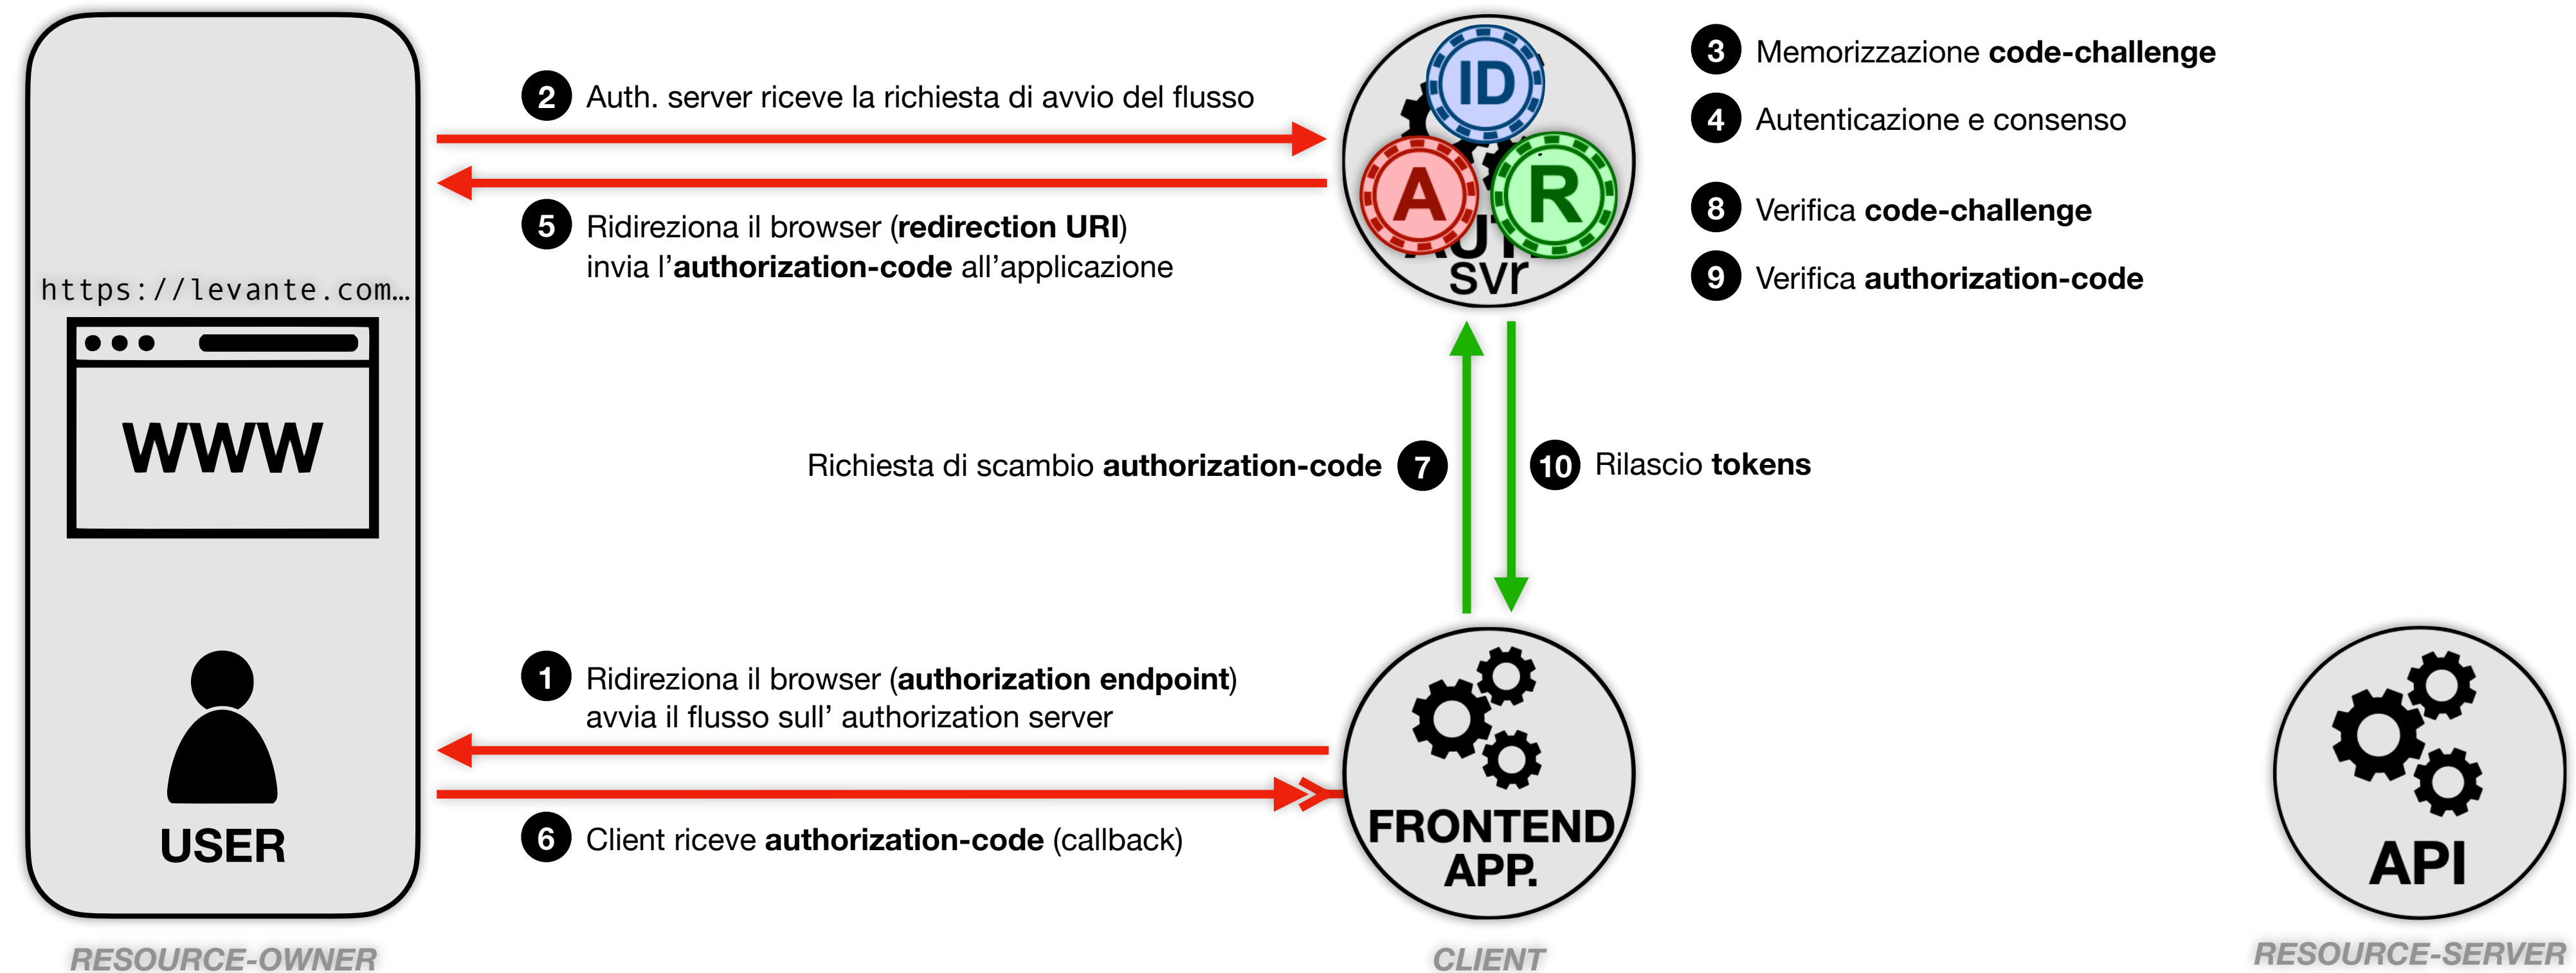 2 Auth. server riceve la richiesta di avvio del flusso
5 Ridireziona il browser (redirection URI)
invia l’authorization-code all’applicazione
https://levante.com…
WWW
USER
RESOURCE-OWNER
ID
A
R
svr
3 Memorizzazione code-challenge
4 Autenticazione e consenso
8 Verifica code-challenge
9 Verifica authorization-code
Richiesta di scambio authorization-code 7
10 Rilascio tokens
1 Ridireziona il browser (authorization endpoint)
avvia il flusso sull’ authorization server
6 Client riceve authorization-code (callback)
FRONTEND
APP.
CLIENT
API
RESOURCE-SERVER